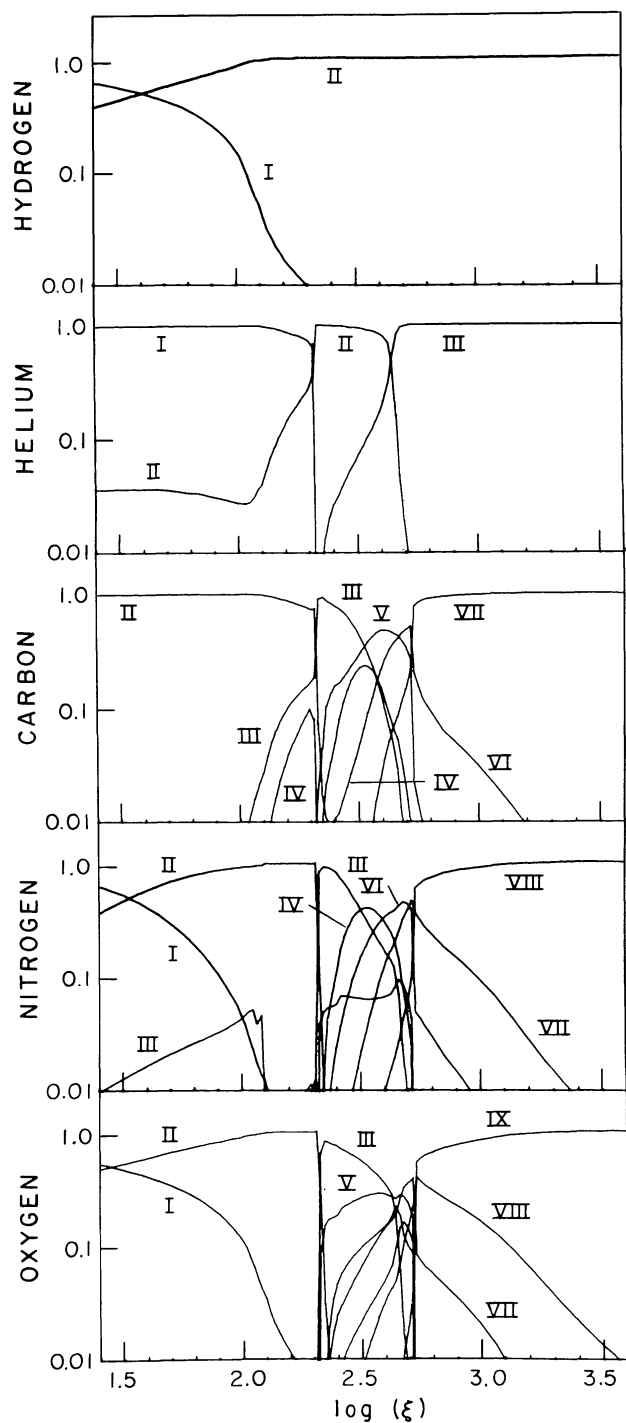 HYDROGEN
1.0
0.1
0.01
II
I
HELIUM
1.0
0.1
0.01
I
II
III
II
CARBON
1.0
0.1
0.01
II
III
V
VII
III
IV
IV
VI
NITROGEN
1.0
0.1
0.01
II
III
VI
VIII
IV
I
III
VII
OXYGEN
1.0
0.1
0.01
II
III
IX
I
V
VIII
VII
1.5 2.0 2.5 3.0 3.5
log (ξ)